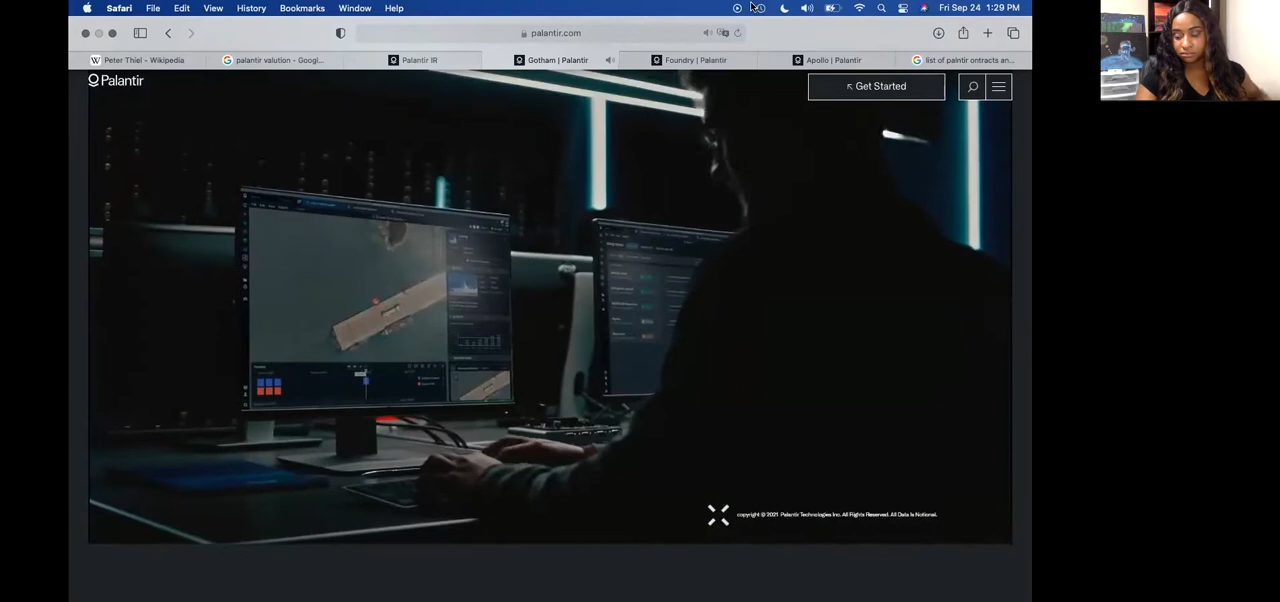 Safari File Edit View History Bookmarks Window Help Fri Sep 24 1:29 PM
palantir.com
Peter Thiel – Wikipedia palantir valution - Googl... Palantir IR Gotham | Palantir Foundry | Palantir Apollo | Palantir list of paintir ontracts an...
Palantir
Get Started
copyright © 2021 Palantir Technologies Inc. All Rights Reserved. All Data Is Notional.